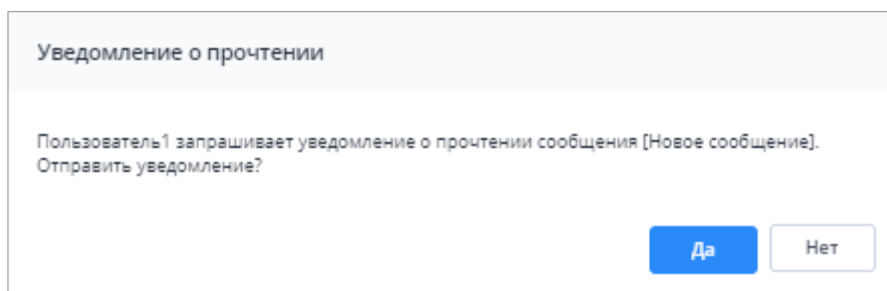 Уведомление о прочтении
Пользователь1 запрашивает уведомление о прочтении сообщения [Новое сообщение].
Отправить уведомление?
Да
Нет